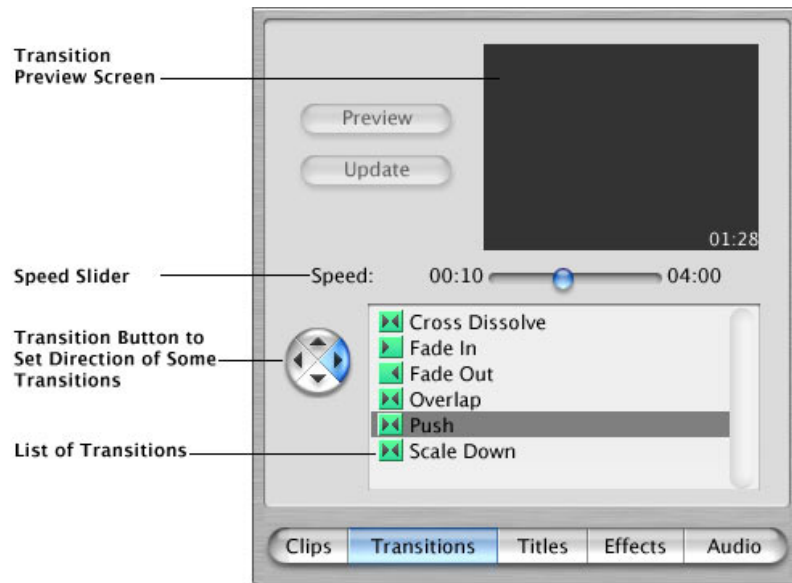 Transition
Preview Screen
Preview
Update
01:28
Speed Slider
Speed: 00:10 04:00
Transition Button to
Set Direction of Some
Transitions
Cross Dissolve
Fade In
Fade Out
Overlap
Push
Scale Down
List of Transitions
Clips Transitions Titles Effects Audio